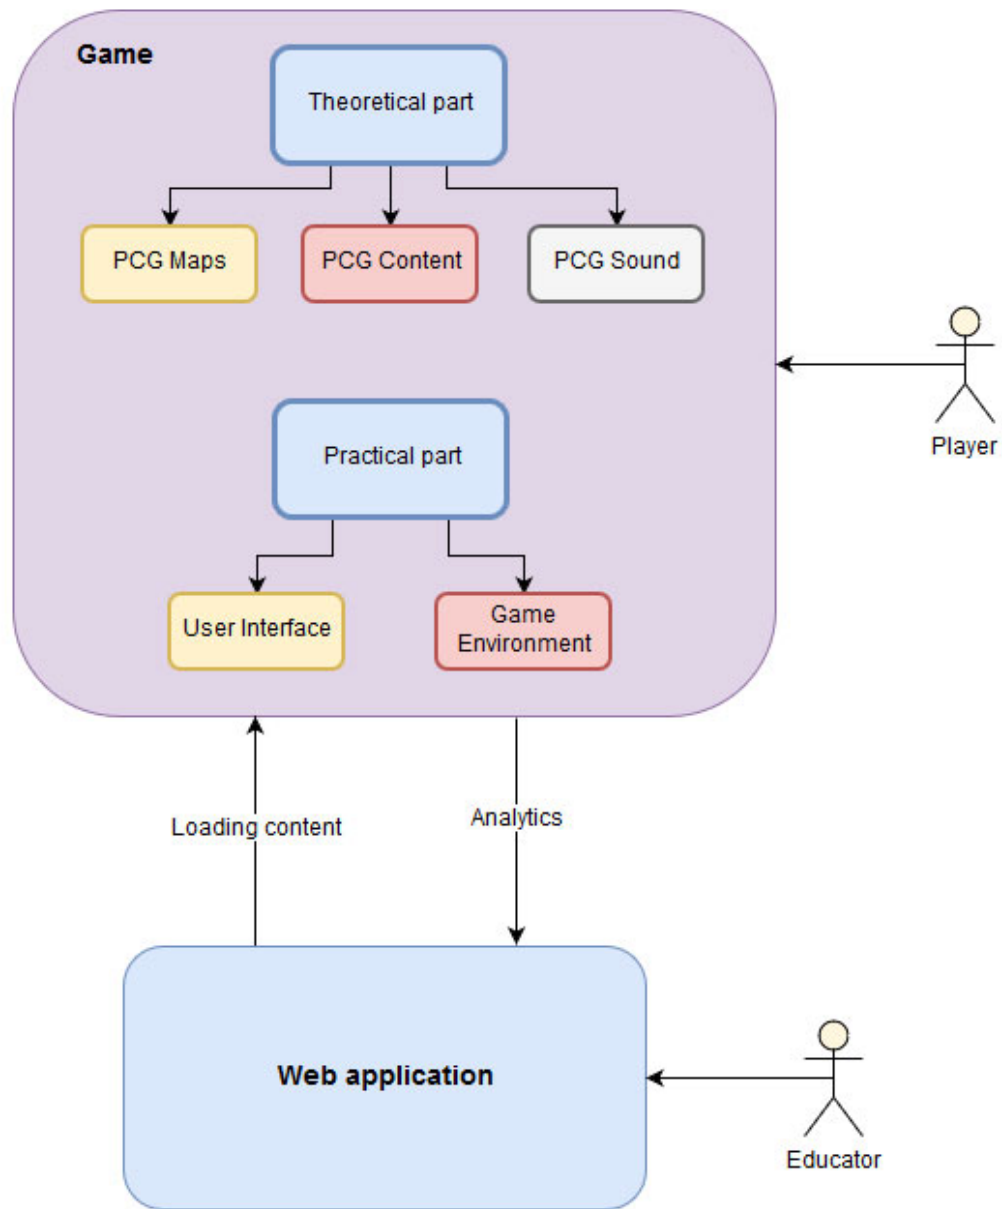 Game
Theoretical part
PCG Maps
PCG Content
PCG Sound
Player
Practical part
User Interface
Game
Environment
Loading content
Analytics
Web application
Educator